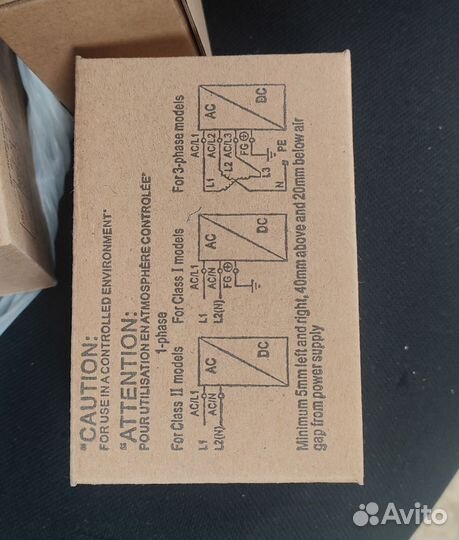 "CAUTION:
FOR USE IN A CONTROLLED ENVIRONMENT"
"ATTENTION:
POUR UTILISATION EN ATMOSPHÈRE CONTROLÉE"
1-phase
For Class II models
AC
DC
AC/L1
AC/N
L1
L2(N)
For Class I models
AC
DC
AC/L1
AC/N
FG
L1
L2(N)
For 3-phase models
AC
DC
AC/L1
AC/L2
AC/L3
FG
L1
L2
L3
N
PE
Minimum 5mm left and right, 40mm above and 20mm below air
gap from power supply
Avito